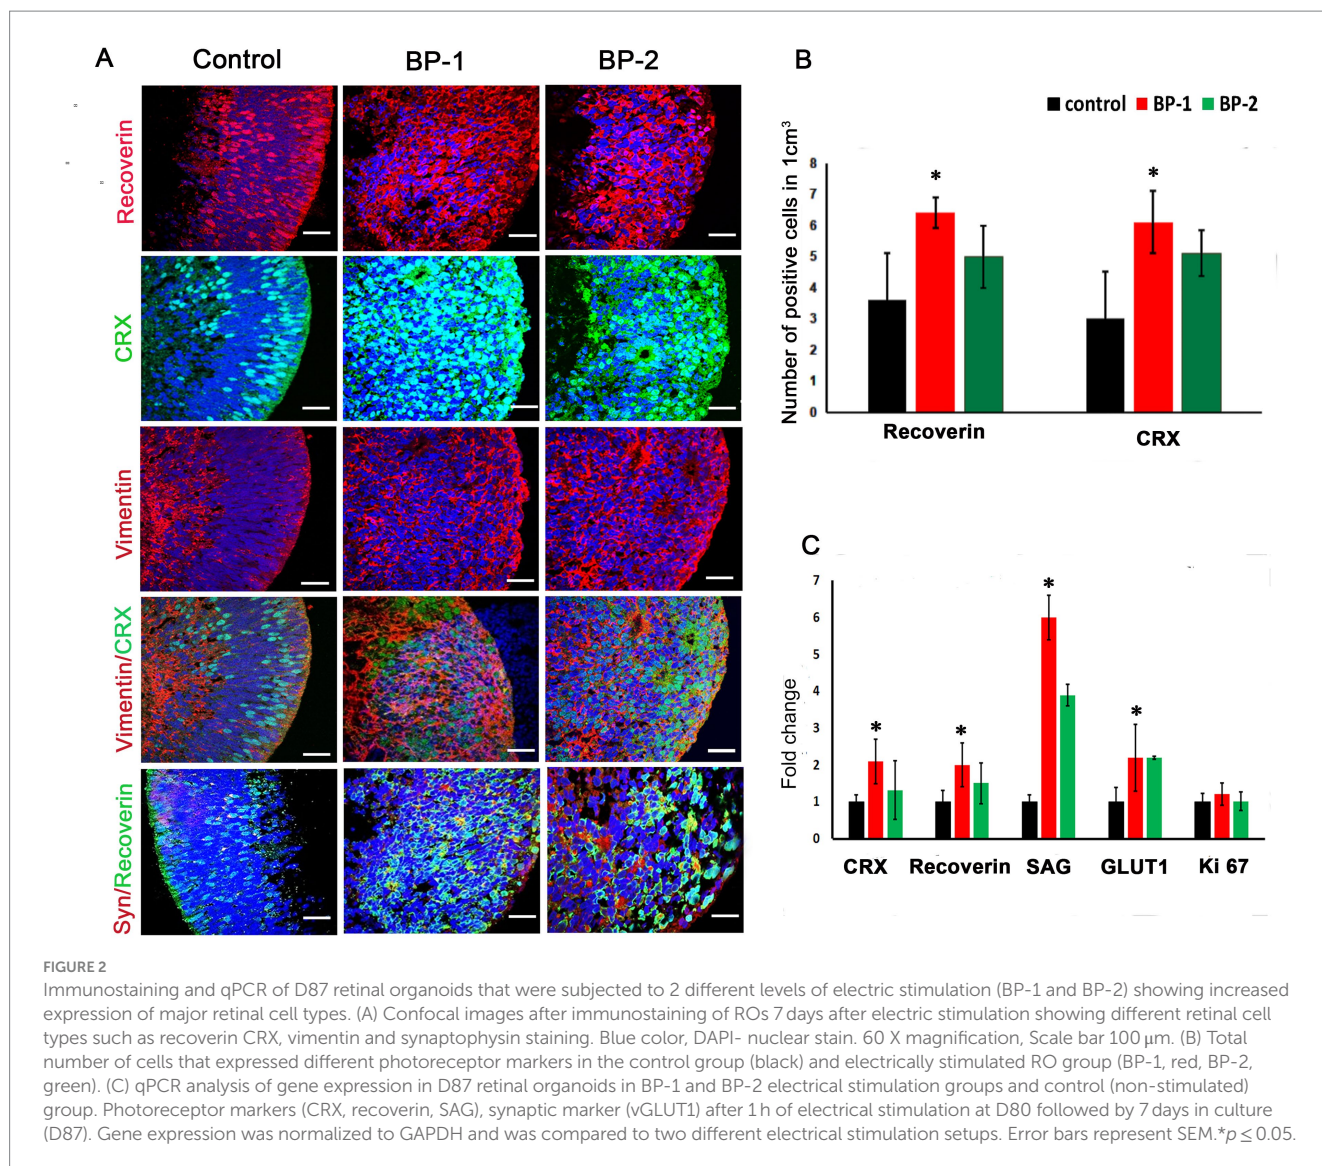 A
Control
BP-1
BP-2
Recoverin
CRX
Vimentin
Vimentin/CRX
Syn/Recoverin
B
control
BP-1
BP-2
Number of positive cells in 1cm³
8
7
6
5
4
3
2
1
0
Recoverin
CRX
*
*
C
Fold change
7
6
5
4
3
2
1
0
*
*
*
*
CRX
Recoverin
SAG
GLUT1
Ki 67
FIGURE 2
Immunostaining and qPCR of D87 retinal organoids that were subjected to 2 different levels of electric stimulation (BP-1 and BP-2) showing increased
expression of major retinal cell types. (A) Confocal images after immunostaining of ROs 7 days after electric stimulation showing different retinal cell
types such as recoverin CRX, vimentin and synaptophysin staining. Blue color, DAPI- nuclear stain. 60 X magnification, Scale bar 100 μm. (B) Total
number of cells that expressed different photoreceptor markers in the control group (black) and electrically stimulated RO group (BP-1, red, BP-2,
green). (C) qPCR analysis of gene expression in D87 retinal organoids in BP-1 and BP-2 electrical stimulation groups and control (non-stimulated)
group. Photoreceptor markers (CRX, recoverin, SAG), synaptic marker (vGLUT1) after 1 h of electrical stimulation at D80 followed by 7 days in culture
(D87). Gene expression was normalized to GAPDH and was compared to two different electrical stimulation setups. Error bars represent SEM.*p ≤ 0.05.